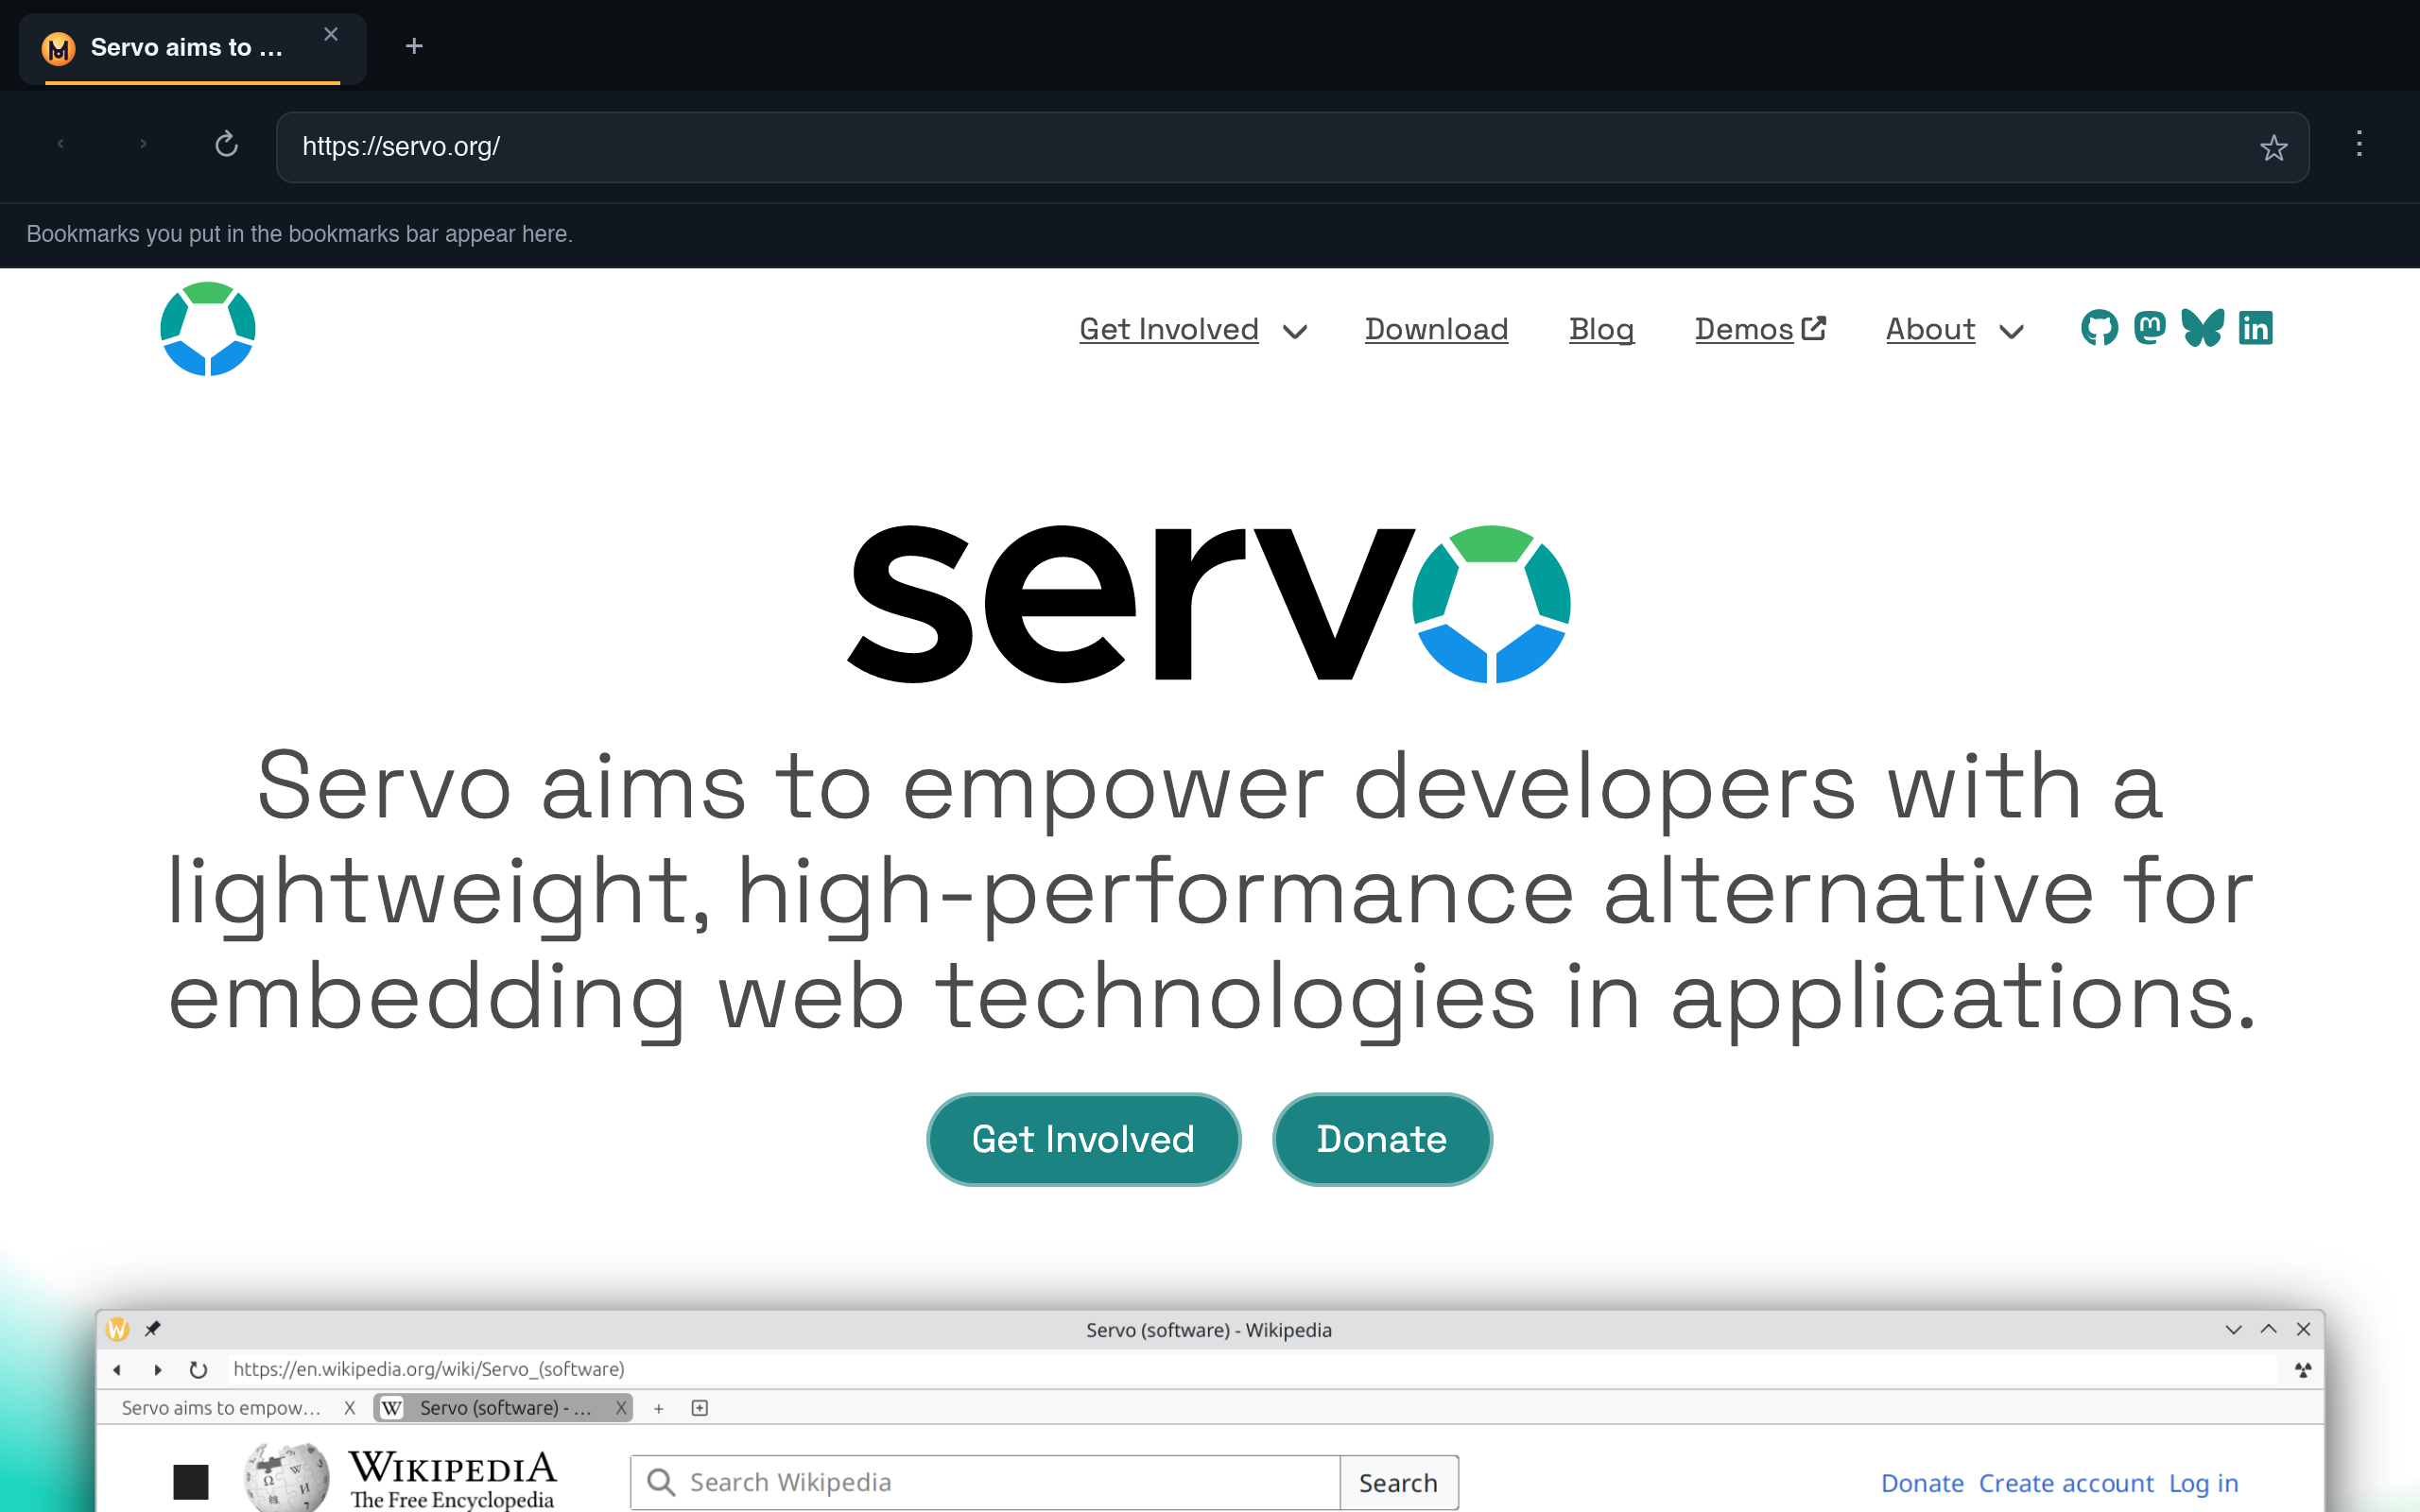 Servo aims to ...
https://servo.org/
Bookmarks you put in the bookmarks bar appear here.
Get Involved Download Blog Demos About
servo
Servo aims to empower developers with a
lightweight, high-performance alternative for
embedding web technologies in applications.
Get Involved Donate
Servo (software) - Wikipedia
https://en.wikipedia.org/wiki/Servo_(software)
Servo aims to empow... X W Servo (software) - ... X +
WIKIPEDIA
The Free Encyclopedia
Search Wikipedia Search
Donate Create account Log in